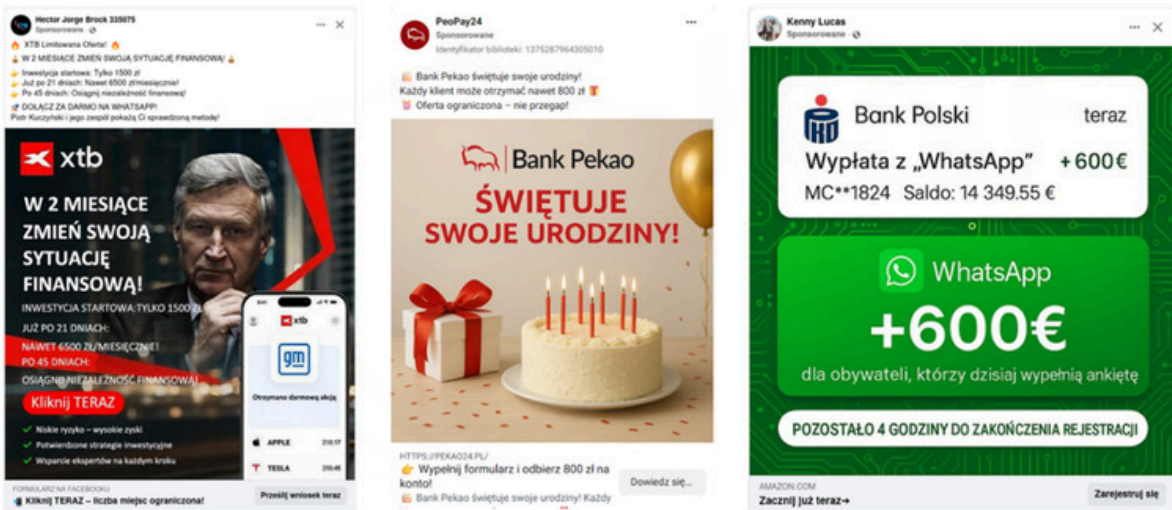 Hector Jorge Brock 335075
Sponsorowane
XTB Limitowana Oferta!
W 2 MIESIĄCE ZMIEŃ SWOJĄ SYTUACJĘ FINANSOWĄ!
Inwestycja startowa: Tylko 1500 zł
Już po 21 dniach: Nawet 6500 zł/miesięcznie!
Po 45 dniach: Osiągnij niezależność finansową!
DOŁĄCZ ZA DARMO NA WHATSAPP!
Piotr Kuczyński i jego zespół pokażą Ci sprawdzoną metodę!
xtb
W 2 MIESIĄCE
ZMIEŃ SWOJĄ
SYTUACJĘ
FINANSOWĄ!
INWESTYCJA STARTOWA:TYLKO 1500 ZŁ
JUŻ PO 21 DNIACH:
NAWET 6500 ZŁ/MIESIĘCZNIE!
PO 45 DNIACH:
OSIĄGNIJ NIEZALEŻNOŚĆ FINANSOWĄ!
Kliknij TERAZ
Niskie ryzyko – wysokie zyski
Potwierdzone strategie inwestycyjne
Wsparcie ekspertów na każdym kroku
9:41
xtb
gm
Otrzymano darmową akcję
APPLE
TESLA
FORMULARZ NA FACEBOOKU
Kliknij TERAZ – liczba miejsc ograniczona!
Prześlij wniosek teraz
PeoPay24
Sponsorowane
Identyfikator biblioteki: 1375287964305010
Bank Pekao świętuje swoje urodziny!
Każdy klient może otrzymać nawet 800 zł
Oferta ograniczona – nie przegap!
Bank Pekao
ŚWIĘTUJE
SWOJE URODZINY!
HTTPS://PEKAO24.PL/
Wypełnij formularz i odbierz 800 zł na
konto!
Bank Pekao świętuje swoje urodziny! Każdy
Dowiedz się...
Kenny Lucas
Sponsorowane
PKO
Bank Polski teraz
Wypłata z „WhatsApp” +600€
MC**1824 Saldo: 14 349.55 €
WhatsApp
+600€
dla obywateli, którzy dzisiaj wypełnią ankietę
POZOSTAŁO 4 GODZINY DO ZAKOŃCZENIA REJESTRACJI
AMAZON.COM
Zacznij już teraz→
Zarejestruj się